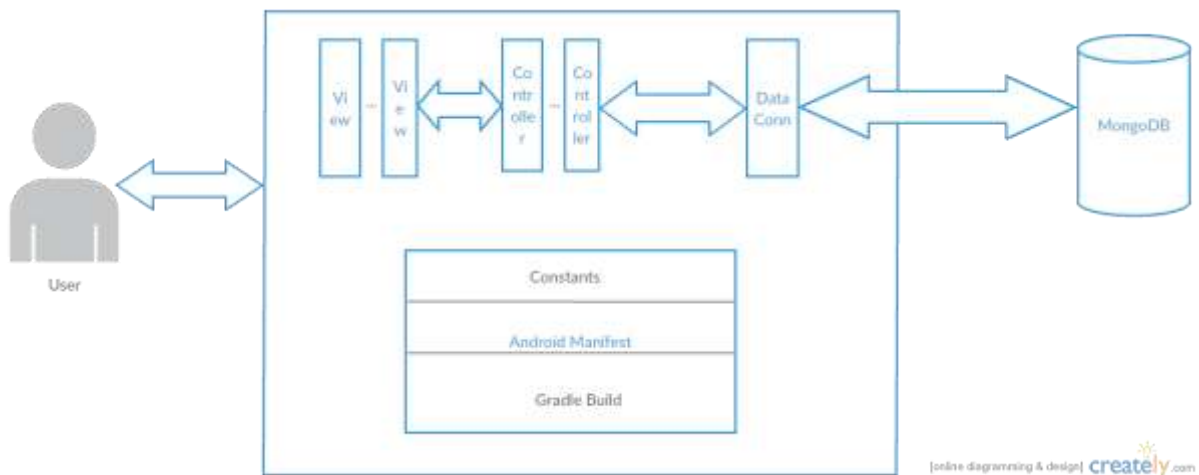 Vi
ew
...
Vi
e
w
Co
ntr
olle
r
...
Co
nt
rol
ler
Data
Conn
MongoDB
User
Constants
Android Manifest
Gradle Build
[online diagramming & design] creately.com